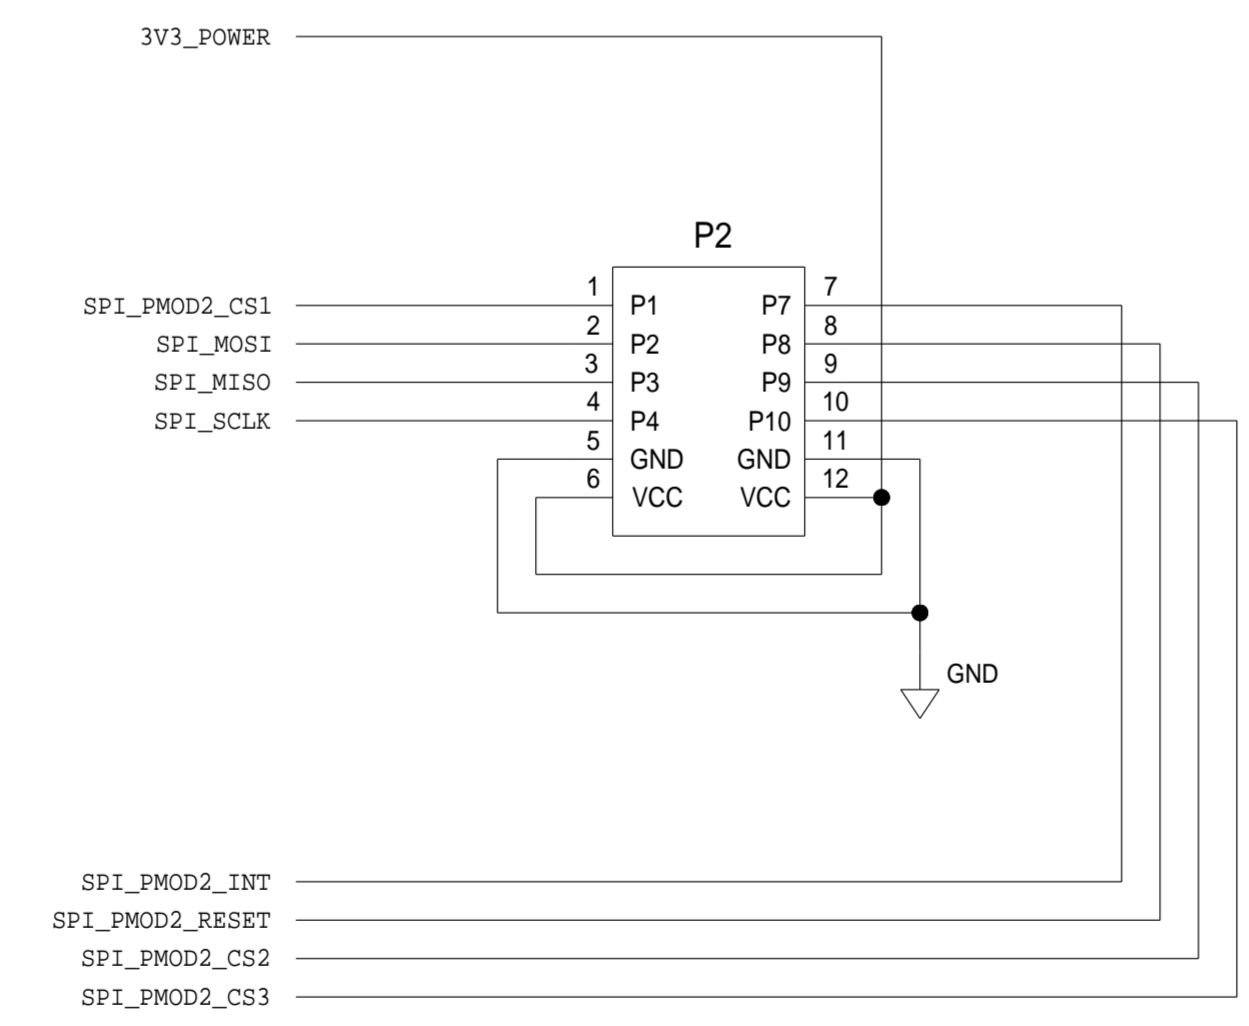 3V3_POWER
P2
1 7
SPI_PMOD2_CS1 P1 P7
2 8
SPI_MOSI P2 P8
3 9
SPI_MISO P3 P9
4 10
SPI_SCLK P4 P10
5 11
GND GND
6 12
VCC VCC
GND
SPI_PMOD2_INT
SPI_PMOD2_RESET
SPI_PMOD2_CS2
SPI_PMOD2_CS3